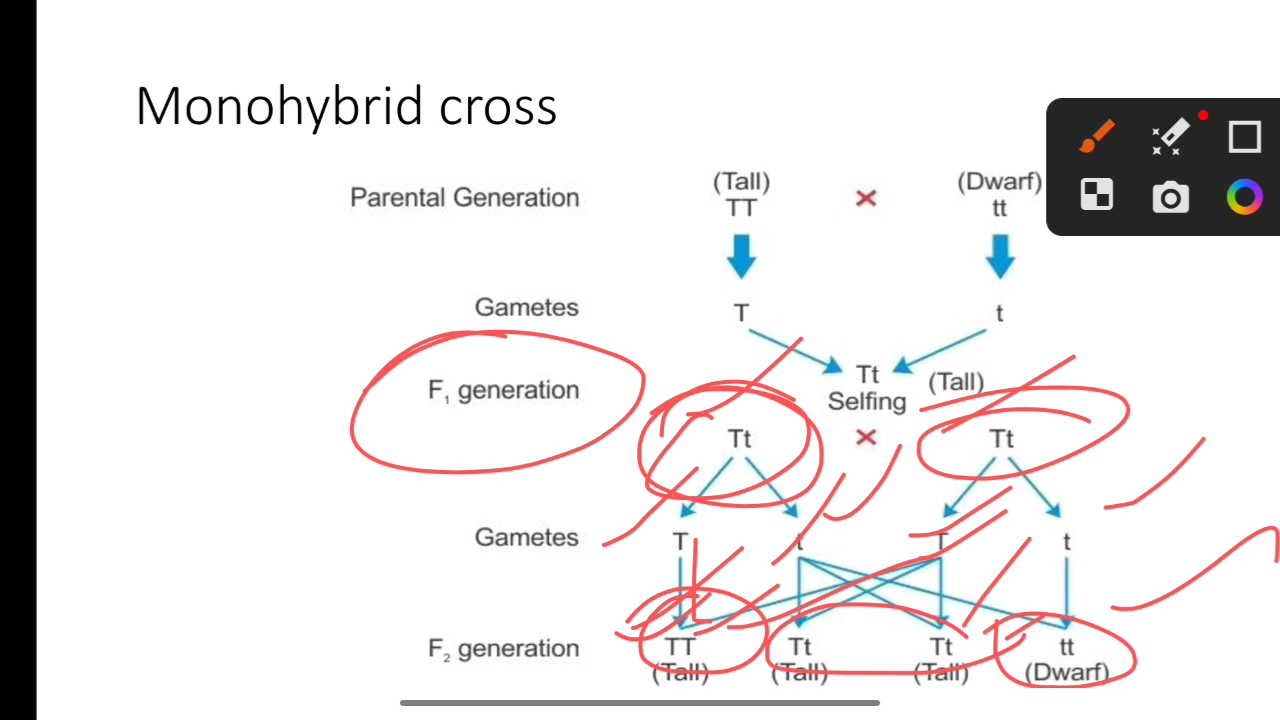 Monohybrid cross
(Tall) (Dwarf)
Parental Generation TT × tt
Gametes T t
F₁ generation Tt (Tall)
Selfing
Tt × Tt
Gametes T t T t
F₂ generation TT Tt Tt tt
(Tall) (Tall) (Tall) (Dwarf)